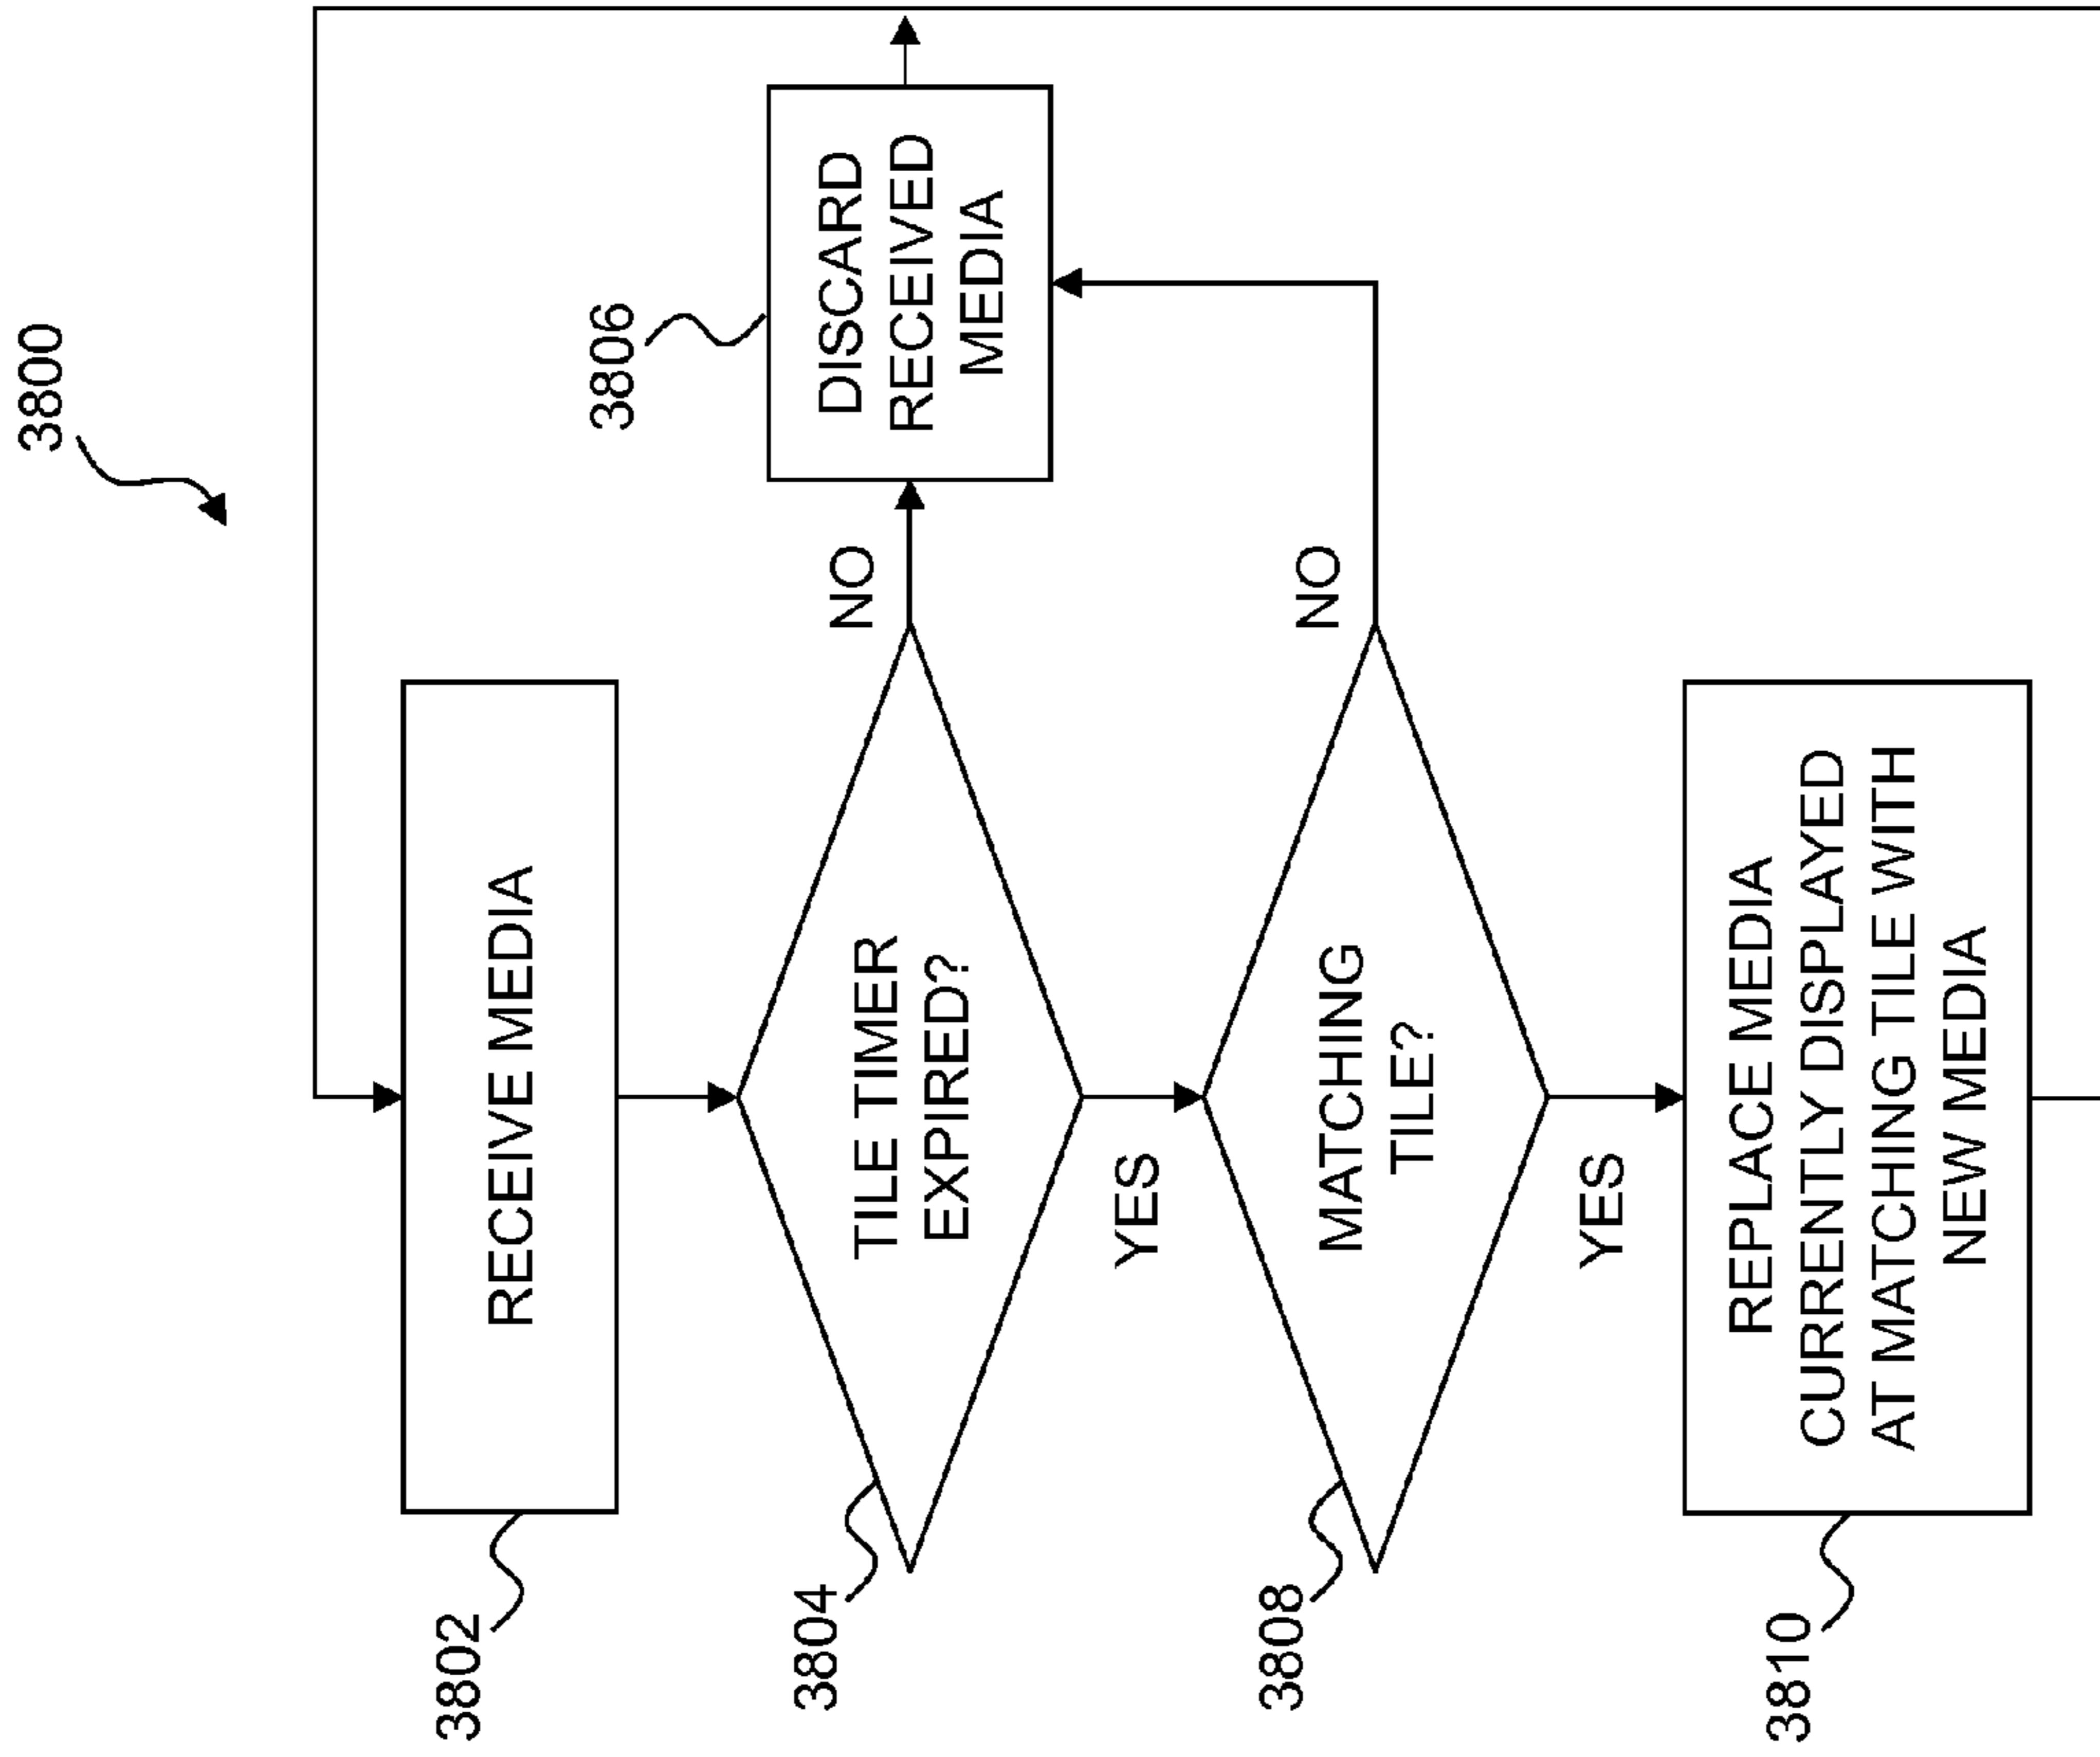 3800
3802
RECEIVE MEDIA
3804
TILE TIMER
EXPIRED?
NO
3806
DISCARD
RECEIVED
MEDIA
YES
3808
MATCHING
TILE?
NO
YES
3810
REPLACE MEDIA
CURRENTLY DISPLAYED
AT MATCHING TILE WITH
NEW MEDIA